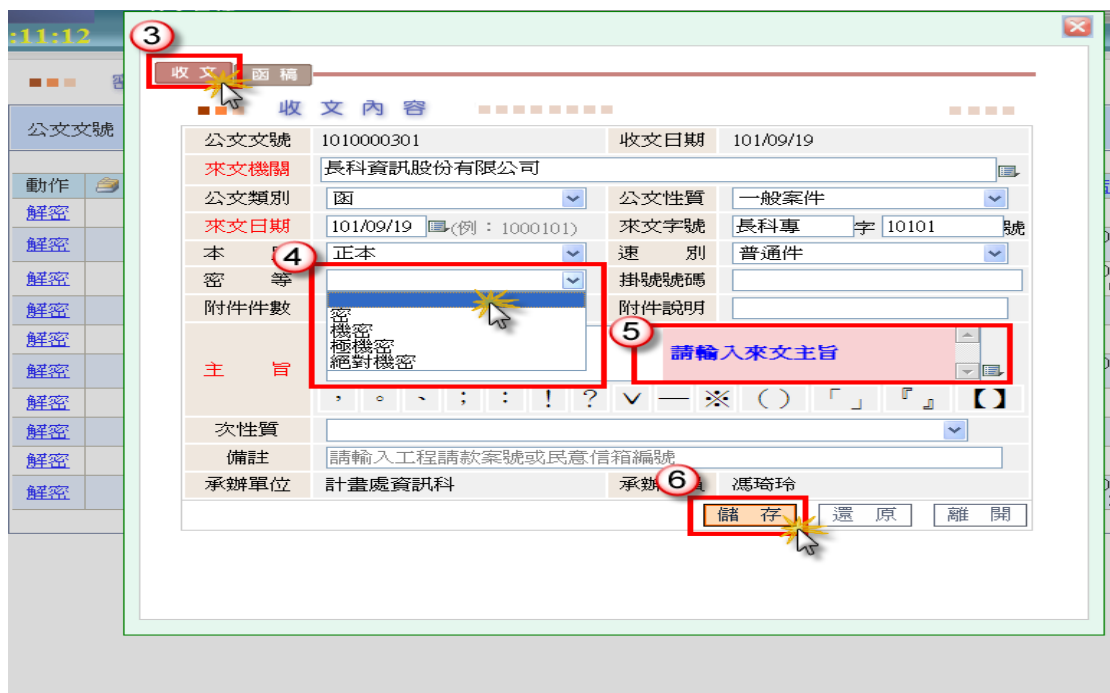 :11:12
③
收 文
函 稿
收 文 內 容
公文文號
公文文號 1010000301 收文日期 101/09/19
來文機關 長科資訊股份有限公司
動作
公文類別 函 公文性質 一般案件
解密
來文日期 101/09/19 (例：1000101) 來文字號 長科專 字 10101 號
解密
本 正本 速 別 普通件
④
解密
密 等 掛號號碼
解密
附件件數 附件說明
密
機密
極機密
絕對機密
⑤
解密
主 旨 請輸入來文主旨
解密
解密
， 。 、 ； ： ！ ？ ∨ — ※ （） 「」 『』 【】
解密
次性質
解密
備註 請輸入工程請款案號或民意信箱編號
解密
承辦單位 計畫處資訊科 承辦 馮琦玲
⑥
儲 存 還 原 離 開